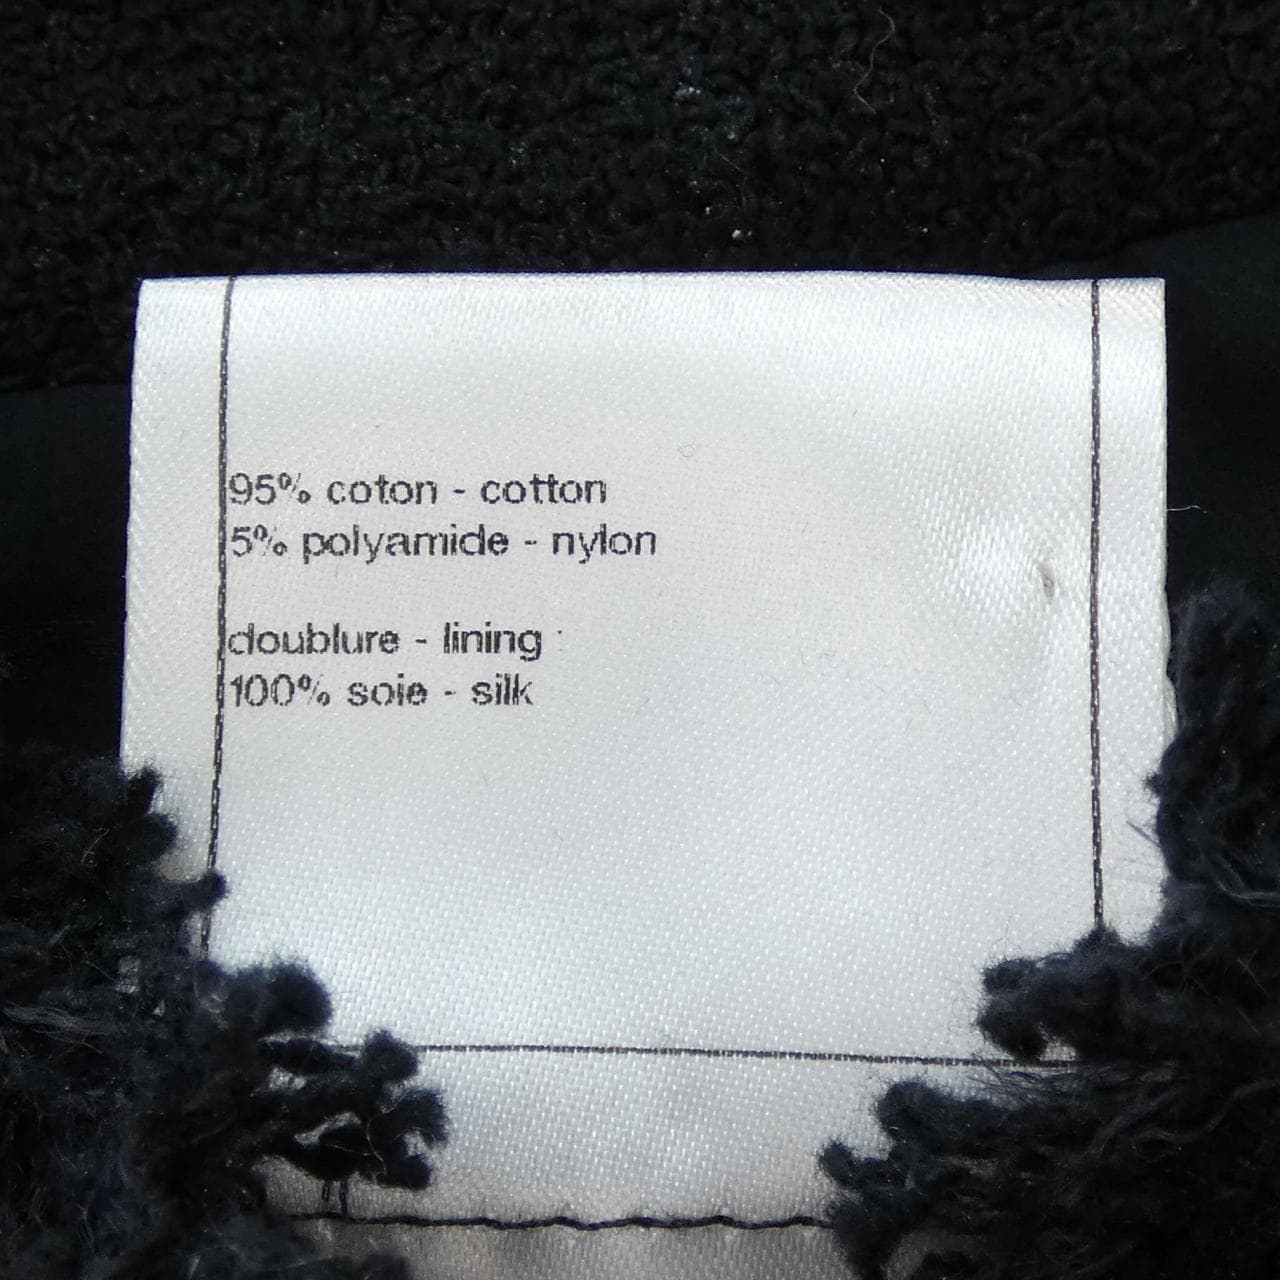 95% coton - cotton
5% polyamide - nylon
doublure - lining :
100% soie - silk